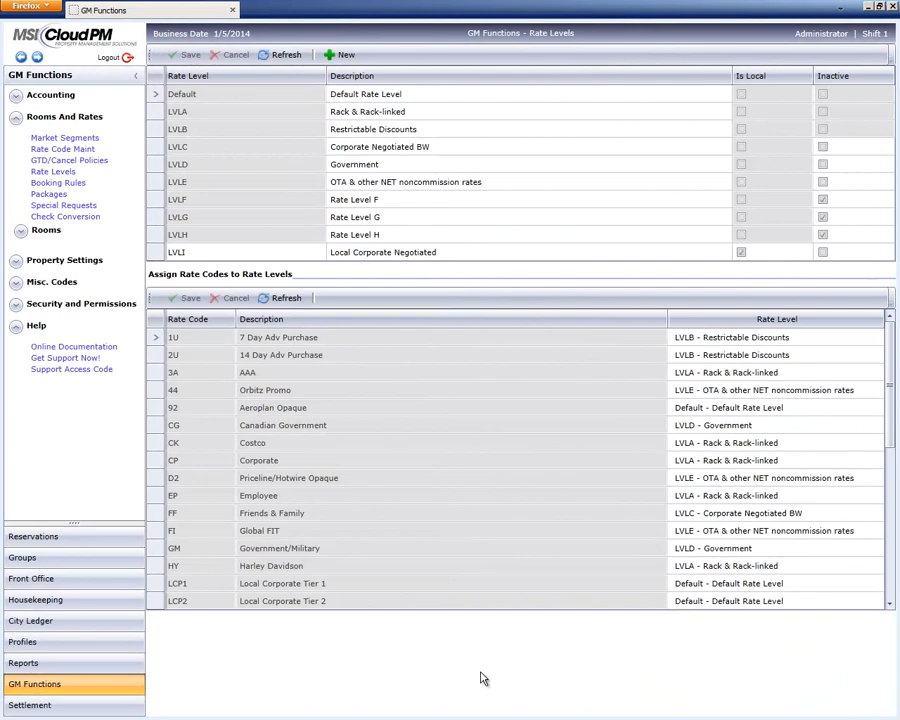 Firefox
GM Functions
MSI CloudPM
PROPERTY MANAGEMENT SOLUTIONS
Business Date 1/5/2014 GM Functions - Rate Levels Administrator Shift 1
Logout
Save Cancel Refresh New
GM Functions
Rate Level Description Is Local Inactive
Default Default Rate Level
LVLA Rack & Rack-linked
LVLB Restrictable Discounts
LVLC Corporate Negotiated BW
LVLD Government
LVLE OTA & other NET noncommission rates
LVLF Rate Level F
LVLG Rate Level G
LVLH Rate Level H
LVLI Local Corporate Negotiated
Accounting
Rooms And Rates
Market Segments
Rate Code Maint
GTD/Cancel Policies
Rate Levels
Booking Rules
Packages
Special Requests
Check Conversion
Rooms
Property Settings
Misc. Codes
Security and Permissions
Help
Online Documentation
Get Support Now!
Support Access Code
Assign Rate Codes to Rate Levels
Save Cancel Refresh
Rate Code Description Rate Level
1U 7 Day Adv Purchase LVLB - Restrictable Discounts
2U 14 Day Adv Purchase LVLB - Restrictable Discounts
3A AAA LVLA - Rack & Rack-linked
44 Orbitz Promo LVLE - OTA & other NET noncommission rates
92 Aeroplan Opaque Default - Default Rate Level
CG Canadian Government LVLD - Government
CK Costco LVLA - Rack & Rack-linked
CP Corporate LVLA - Rack & Rack-linked
D2 Priceline/Hotwire Opaque LVLE - OTA & other NET noncommission rates
EP Employee LVLA - Rack & Rack-linked
FF Friends & Family LVLC - Corporate Negotiated BW
FI Global FIT LVLE - OTA & other NET noncommission rates
GM Government/Military LVLD - Government
HY Harley Davidson LVLA - Rack & Rack-linked
LCP1 Local Corporate Tier 1 Default - Default Rate Level
LCP2 Local Corporate Tier 2 Default - Default Rate Level
Reservations
Groups
Front Office
Housekeeping
City Ledger
Profiles
Reports
GM Functions
Settlement